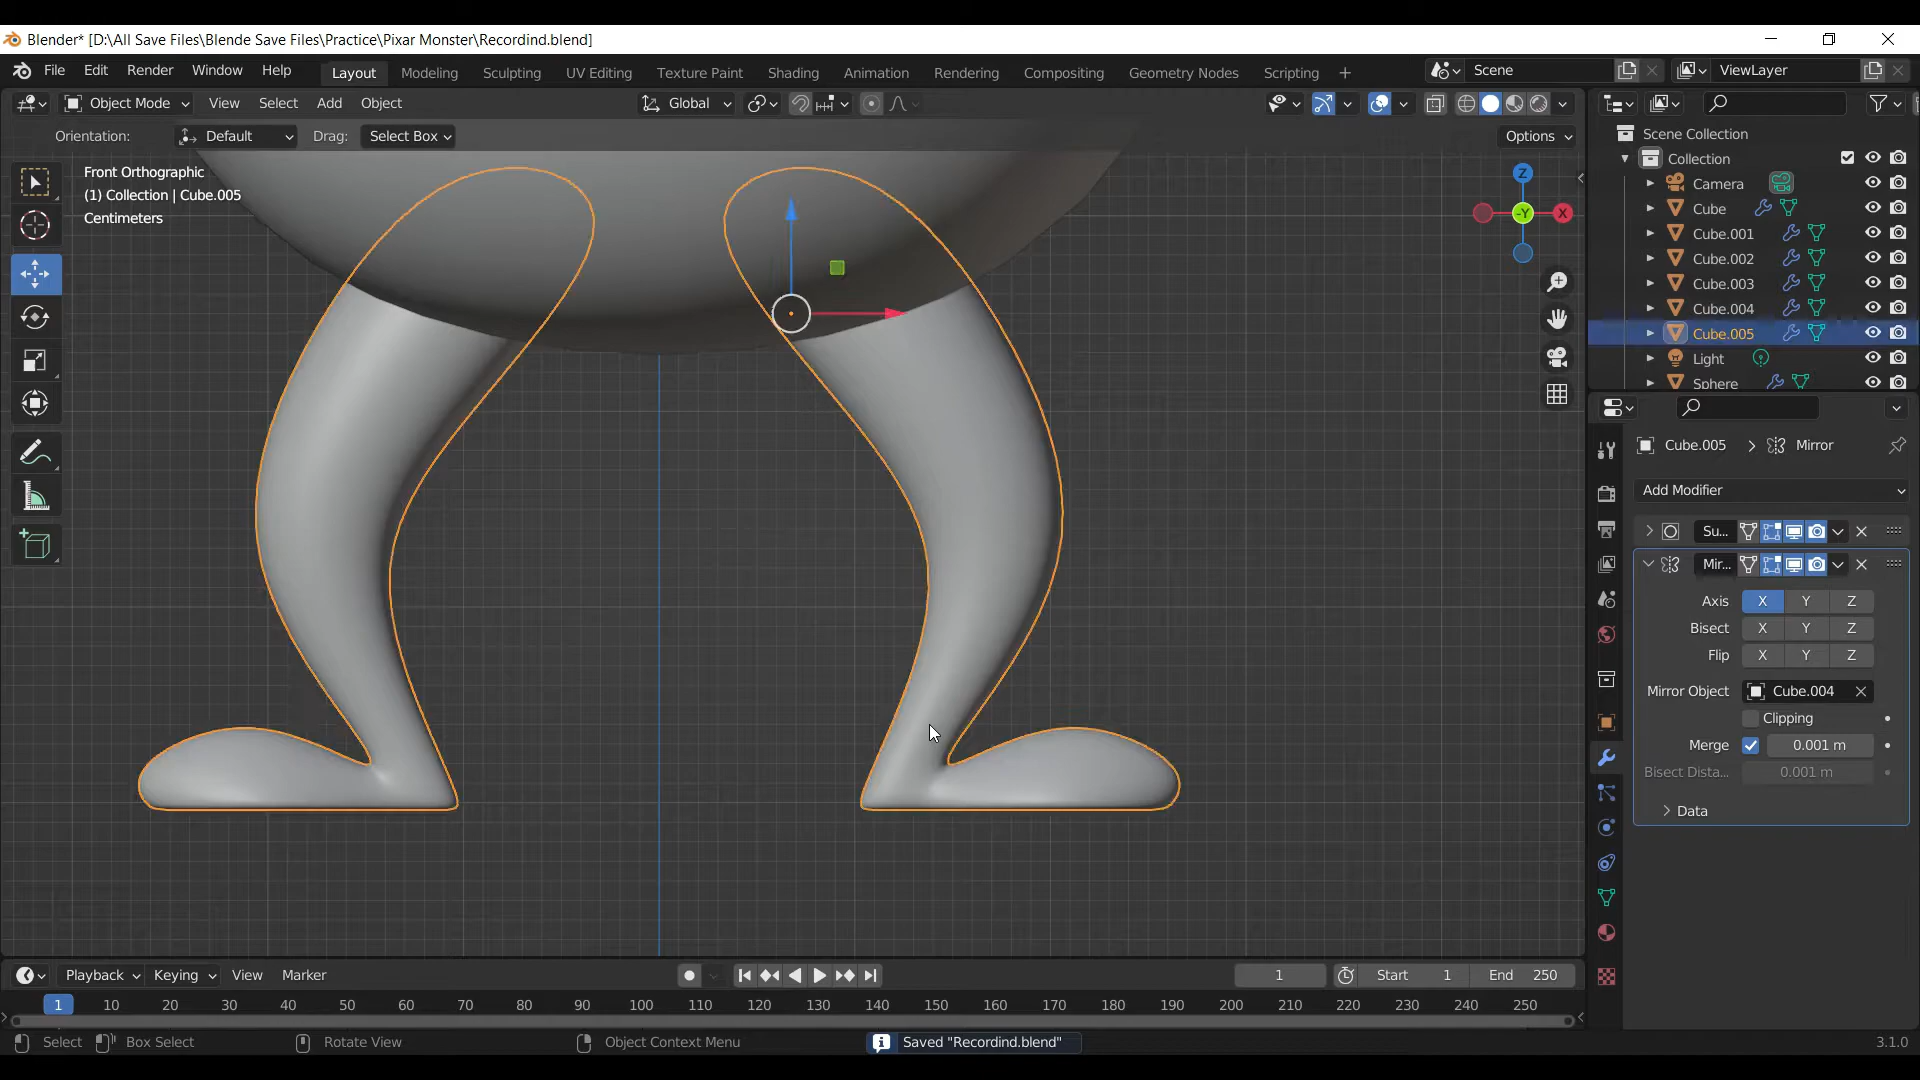 Blender* [D:\All Save Files\Blende Save Files\Practice\Pixar Monster\Recordind.blend]
File Edit Render Window Help Layout Modeling Sculpting UV Editing Texture Paint Shading Animation Rendering Compositing Geometry Nodes Scripting + Scene ViewLayer
Object Mode View Select Add Object Global
Orientation: Default Drag: Select Box Options
Front Orthographic
(1) Collection | Cube.005
Centimeters
Z
-Y
X
Scene Collection
Collection
Camera
Cube
Cube.001
Cube.002
Cube.003
Cube.004
Cube.005
Light
Sphere
Cube.005 > Mirror
Add Modifier
Su...
Mir...
Axis X Y Z
Bisect X Y Z
Flip X Y Z
Mirror Object Cube.004
Clipping
Merge 0.001 m
Bisect Dista... 0.001 m
Data
Playback Keying View Marker 1 Start 1 End 250
1 10 20 30 40 50 60 70 80 90 100 110 120 130 140 150 160 170 180 190 200 210 220 230 240 250
Select Box Select Rotate View Object Context Menu Saved "Recordind.blend" 3.1.0